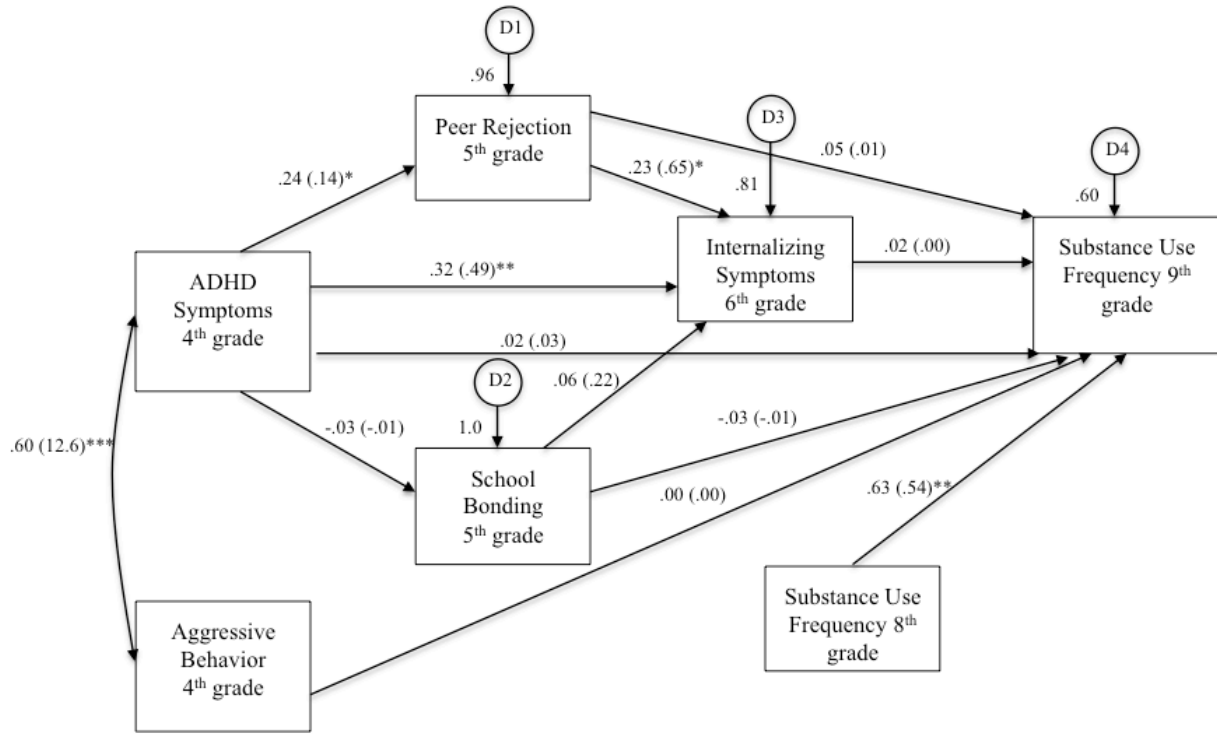 D1
.96
Peer Rejection
5th grade
D3
.81
D4
.60
.05 (.01)
.24 (.14)*
.23 (.65)*
ADHD
Symptoms
4th grade
.32 (.49)**
Internalizing
Symptoms
6th grade
.02 (.00)
Substance Use
Frequency 9th
grade
.02 (.03)
D2
1.0
.06 (.22)
-.03 (-.01)
-.03 (-.01)
.60 (12.6)***
School
Bonding
5th grade
.00 (.00)
.63 (.54)**
Aggressive
Behavior
4th grade
Substance Use
Frequency 8th
grade